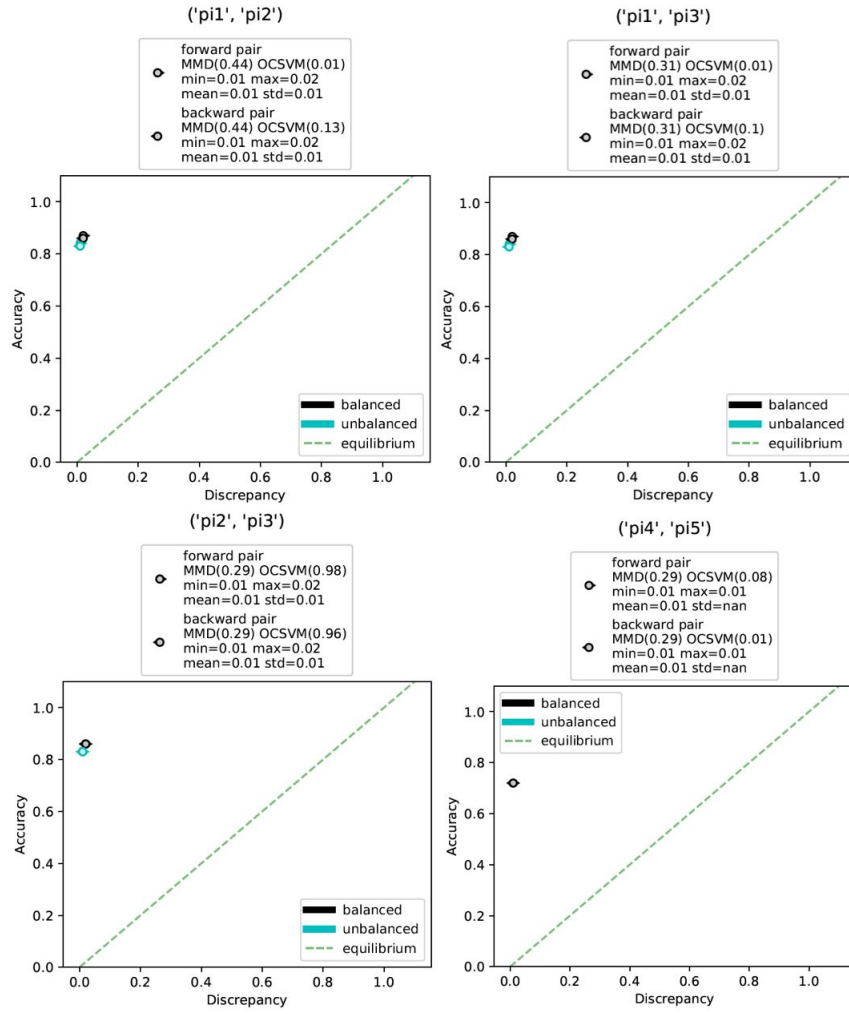 ('pi1', 'pi2')
forward pair
MMD(0.44) OCSVM(0.01)
min=0.01 max=0.02
mean=0.01 std=0.01
backward pair
MMD(0.44) OCSVM(0.13)
min=0.01 max=0.02
mean=0.01 std=0.01
1.0
0.8
0.6
0.4
0.2
0.0
Accuracy
balanced
unbalanced
equilibrium
0.0 0.2 0.4 0.6 0.8 1.0
Discrepancy
('pi1', 'pi3')
forward pair
MMD(0.31) OCSVM(0.01)
min=0.01 max=0.02
mean=0.01 std=0.01
backward pair
MMD(0.31) OCSVM(0.1)
min=0.01 max=0.02
mean=0.01 std=0.01
1.0
0.8
0.6
0.4
0.2
0.0
Accuracy
balanced
unbalanced
equilibrium
0.0 0.2 0.4 0.6 0.8 1.0
Discrepancy
('pi2', 'pi3')
forward pair
MMD(0.29) OCSVM(0.98)
min=0.01 max=0.02
mean=0.01 std=0.01
backward pair
MMD(0.29) OCSVM(0.96)
min=0.01 max=0.02
mean=0.01 std=0.01
1.0
0.8
0.6
0.4
0.2
0.0
Accuracy
balanced
unbalanced
equilibrium
0.0 0.2 0.4 0.6 0.8 1.0
Discrepancy
('pi4', 'pi5')
forward pair
MMD(0.29) OCSVM(0.08)
min=0.01 max=0.01
mean=0.01 std=nan
backward pair
MMD(0.29) OCSVM(0.01)
min=0.01 max=0.01
mean=0.01 std=nan
balanced
unbalanced
equilibrium
1.0
0.8
0.6
0.4
0.2
0.0
Accuracy
0.0 0.2 0.4 0.6 0.8 1.0
Discrepancy